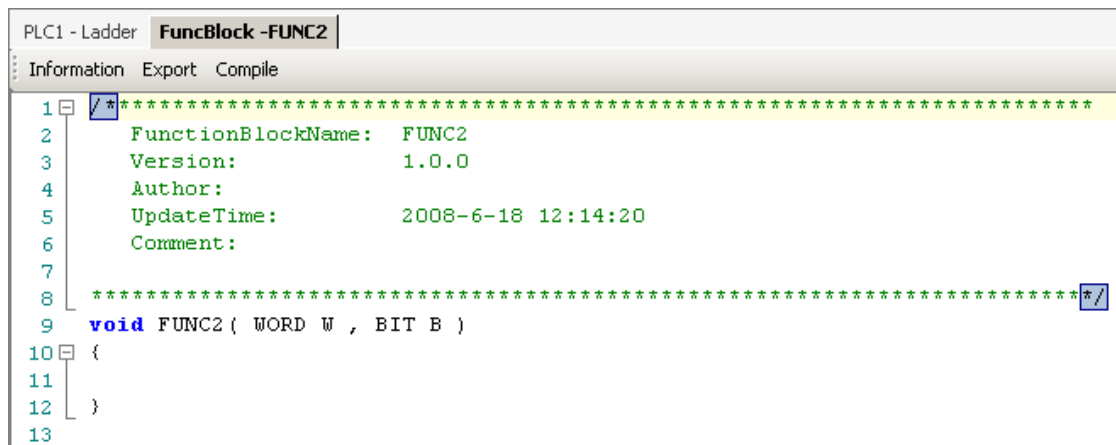 PLC1 - Ladder FuncBlock -FUNC2
Information Export Compile
1 /*************************************************************************
2 FunctionBlockName: FUNC2
3 Version: 1.0.0
4 Author:
5 UpdateTime: 2008-6-18 12:14:20
6 Comment:
7
8 *************************************************************************/
9 void FUNC2( WORD W , BIT B )
10 {
11
12 }
13